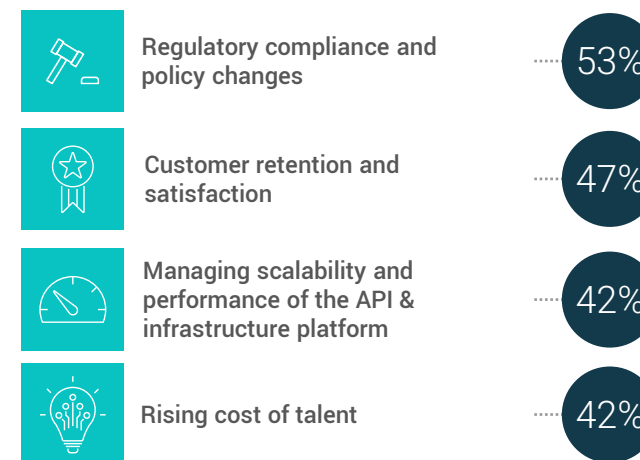 Regulatory compliance and
policy changes
53%
Customer retention and
satisfaction
47%
Managing scalability and
performance of the API &
infrastructure platform
42%
Rising cost of talent
42%